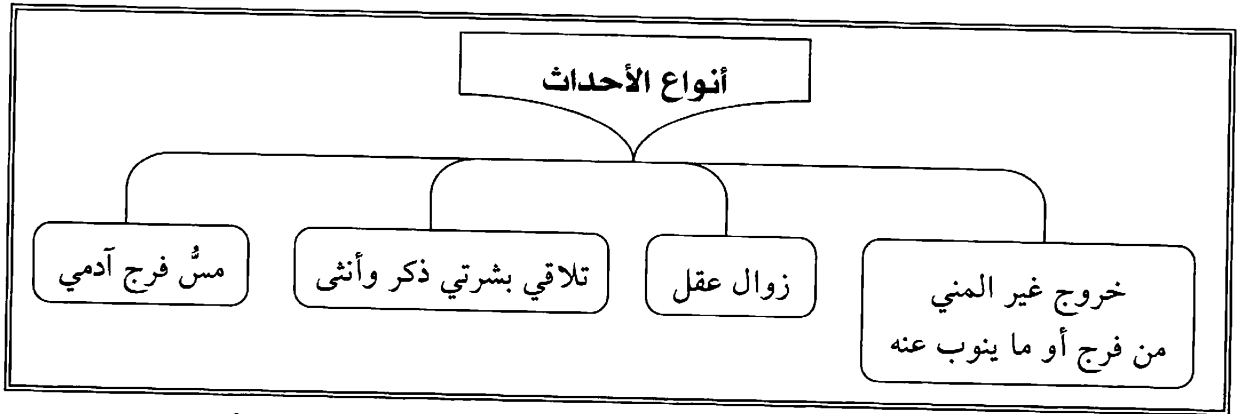 أنواع الأحداث
خروج غير المني
من فرج أو ما ينوب عنه
زوال عقل
تلاقي بشرتي ذكر وأنثى
مسُّ فرج آدمي